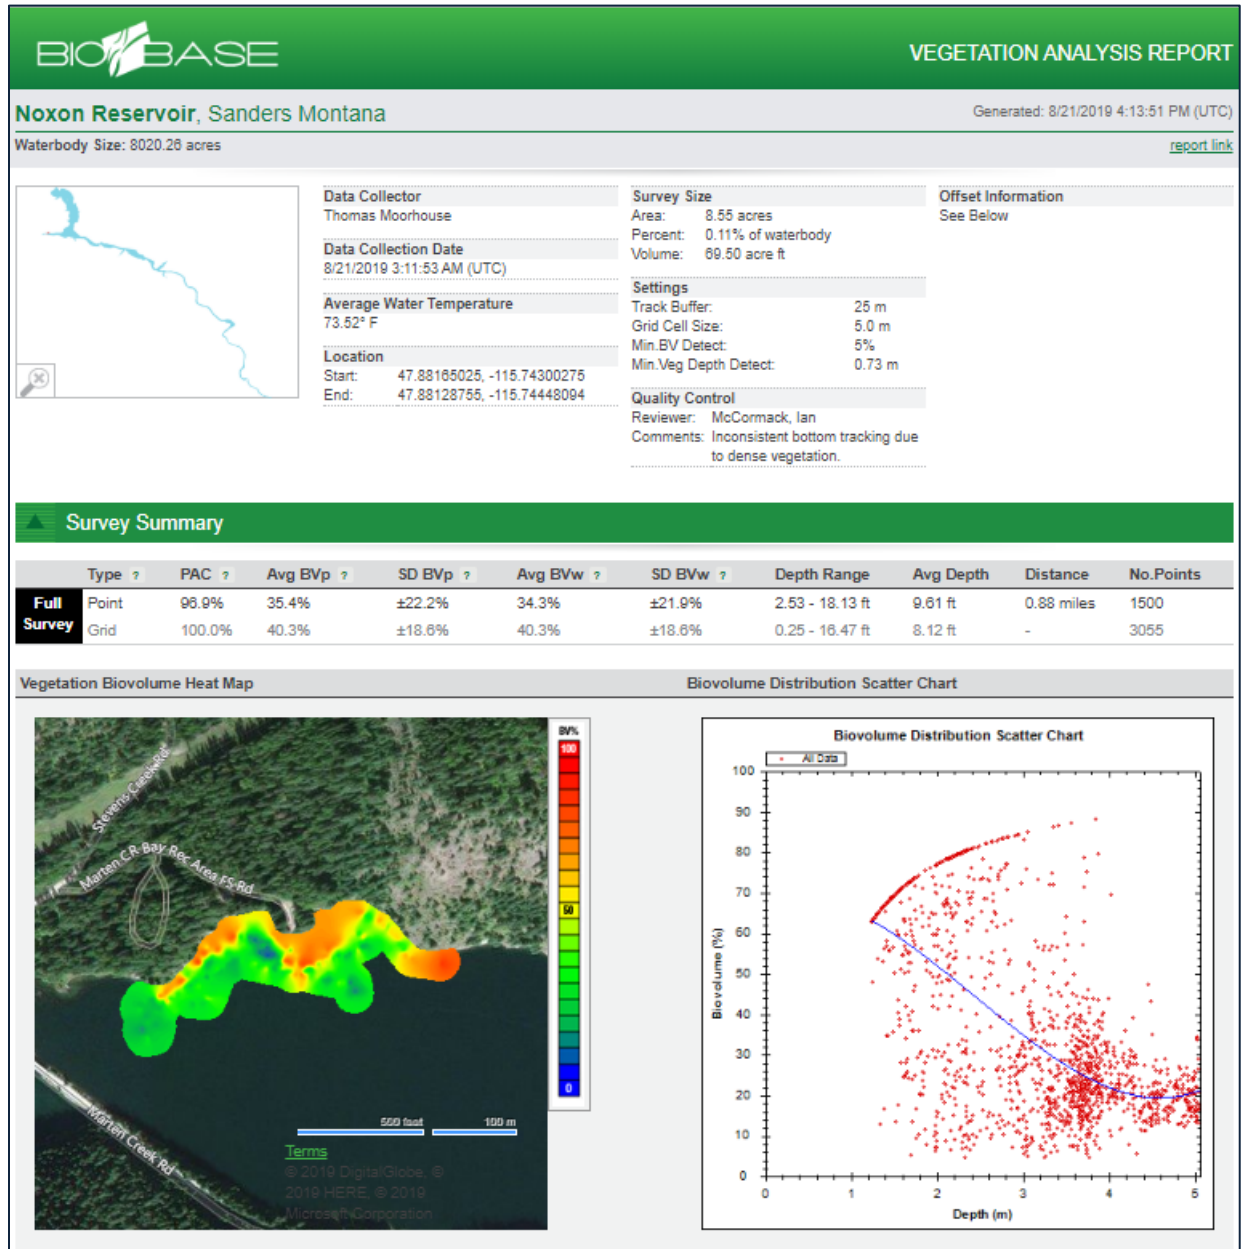 BIOBASE
VEGETATION ANALYSIS REPORT
Noxon Reservoir, Sanders Montana
Generated: 8/21/2019 4:13:51 PM (UTC)
Waterbody Size: 8020.26 acres
report link
Data Collector
Thomas Moorhouse
Data Collection Date
8/21/2019 3:11:53 AM (UTC)
Average Water Temperature
73.52° F
Location
Start: 47.88165025, -115.74300275
End: 47.88128755, -115.74448094
Survey Size
Area: 8.55 acres
Percent: 0.11% of waterbody
Volume: 69.50 acre ft
Settings
Track Buffer: 25 m
Grid Cell Size: 5.0 m
Min.BV Detect: 5%
Min.Veg Depth Detect: 0.73 m
Quality Control
Reviewer: McCormack, Ian
Comments: Inconsistent bottom tracking due
to dense vegetation.
Offset Information
See Below
Survey Summary
Type ? PAC ? Avg BVp ? SD BVp ? Avg BVw ? SD BVw ? Depth Range Avg Depth Distance No.Points
Full Survey
Point 96.9% 35.4% ±22.2% 34.3% ±21.9% 2.53 - 18.13 ft 9.61 ft 0.88 miles 1500
Grid 100.0% 40.3% ±18.6% 40.3% ±18.6% 0.25 - 16.47 ft 8.12 ft - 3055
Vegetation Biovolume Heat Map
Biovolume Distribution Scatter Chart
Stevens Creek Rd
Marten CR Bay Rec Area FS Rd
Marten Creek Rd
500 feet 100 m
Terms
© 2019 DigitalGlobe, ©
2019 HERE, © 2019
Microsoft Corporation
BV%
100
50
0
Biovolume Distribution Scatter Chart
All Data
Biovolume (%)
100
90
80
70
60
50
40
30
20
10
0
0 1 2 3 4 5
Depth (m)